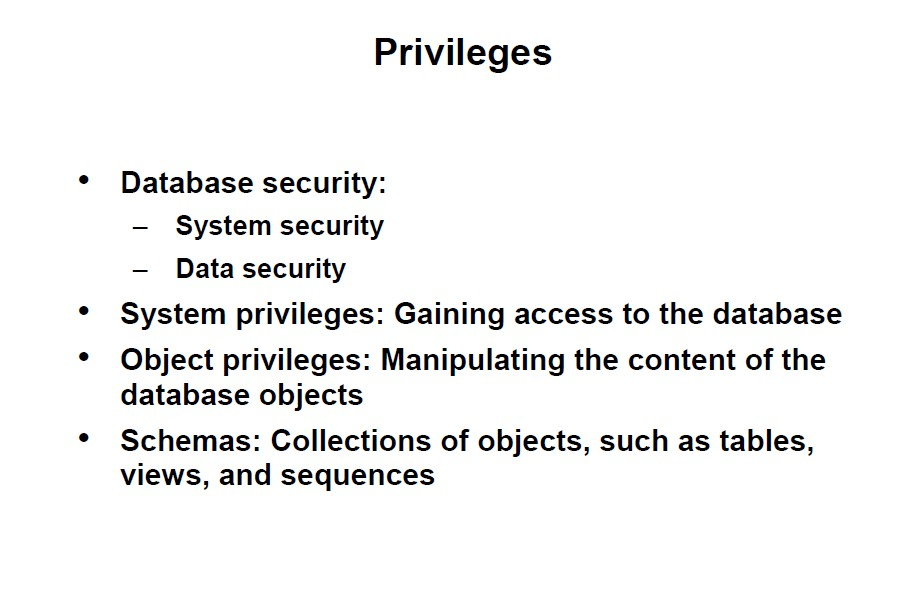 Privileges
• Database security:
– System security
– Data security
• System privileges: Gaining access to the database
• Object privileges: Manipulating the content of the
database objects
• Schemas: Collections of objects, such as tables,
views, and sequences